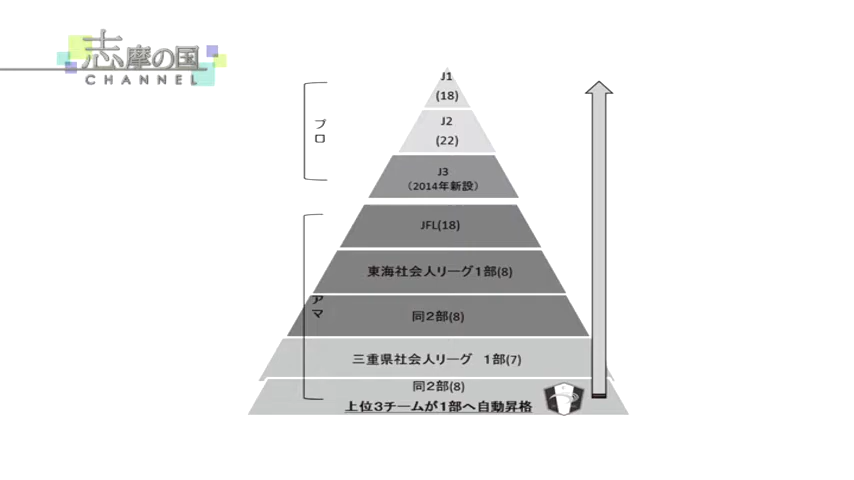 志摩の国
CHANNEL
J1
(18)
J2
(22)
プロ
J3
（2014年新設）
JFL(18)
東海社会人リーグ１部(8)
アマ
同２部(8)
三重県社会人リーグ　１部(7)
同２部(8)
上位３チームが１部へ自動昇格